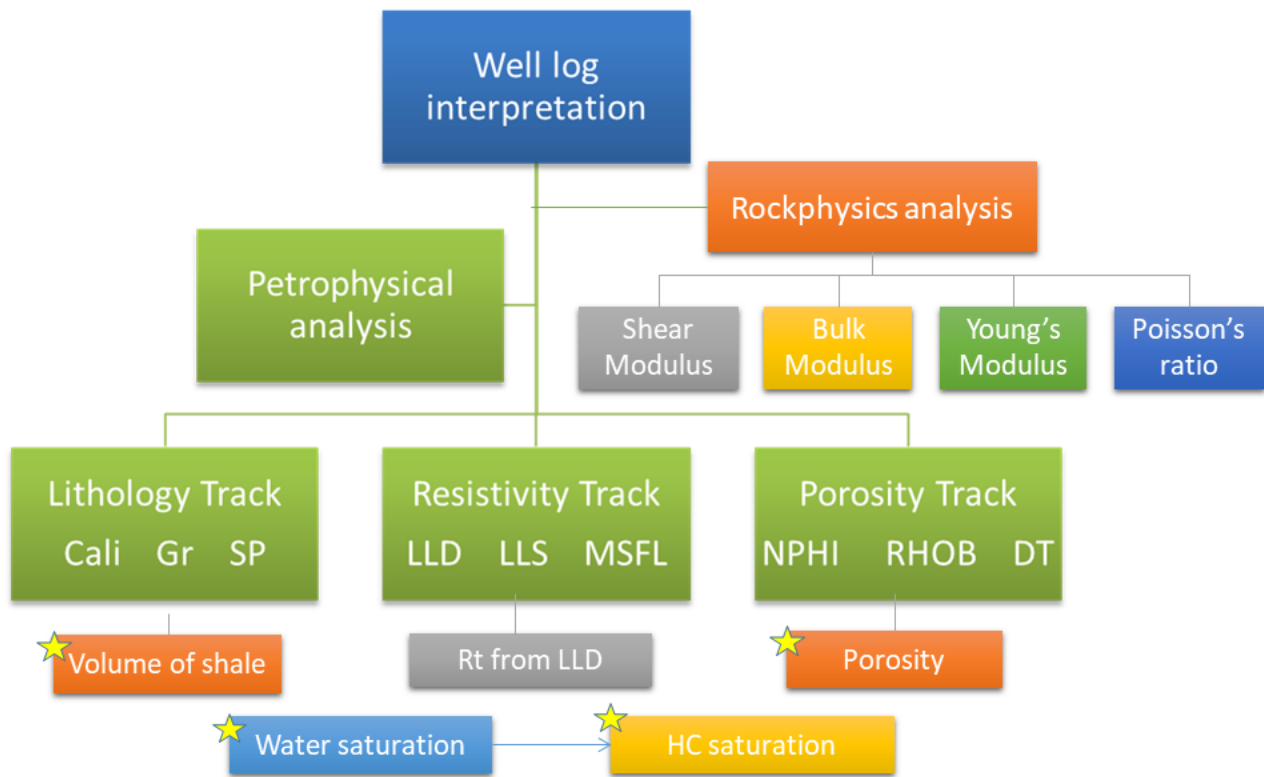 Well log
interpretation
Rockphysics analysis
Petrophysical
analysis
Shear
Modulus
Bulk
Modulus
Young's
Modulus
Poisson's
ratio
Lithology Track
Cali Gr SP
Resistivity Track
LLD LLS MSFL
Porosity Track
NPHI RHOB DT
Volume of shale
Rt from LLD
Porosity
Water saturation
HC saturation